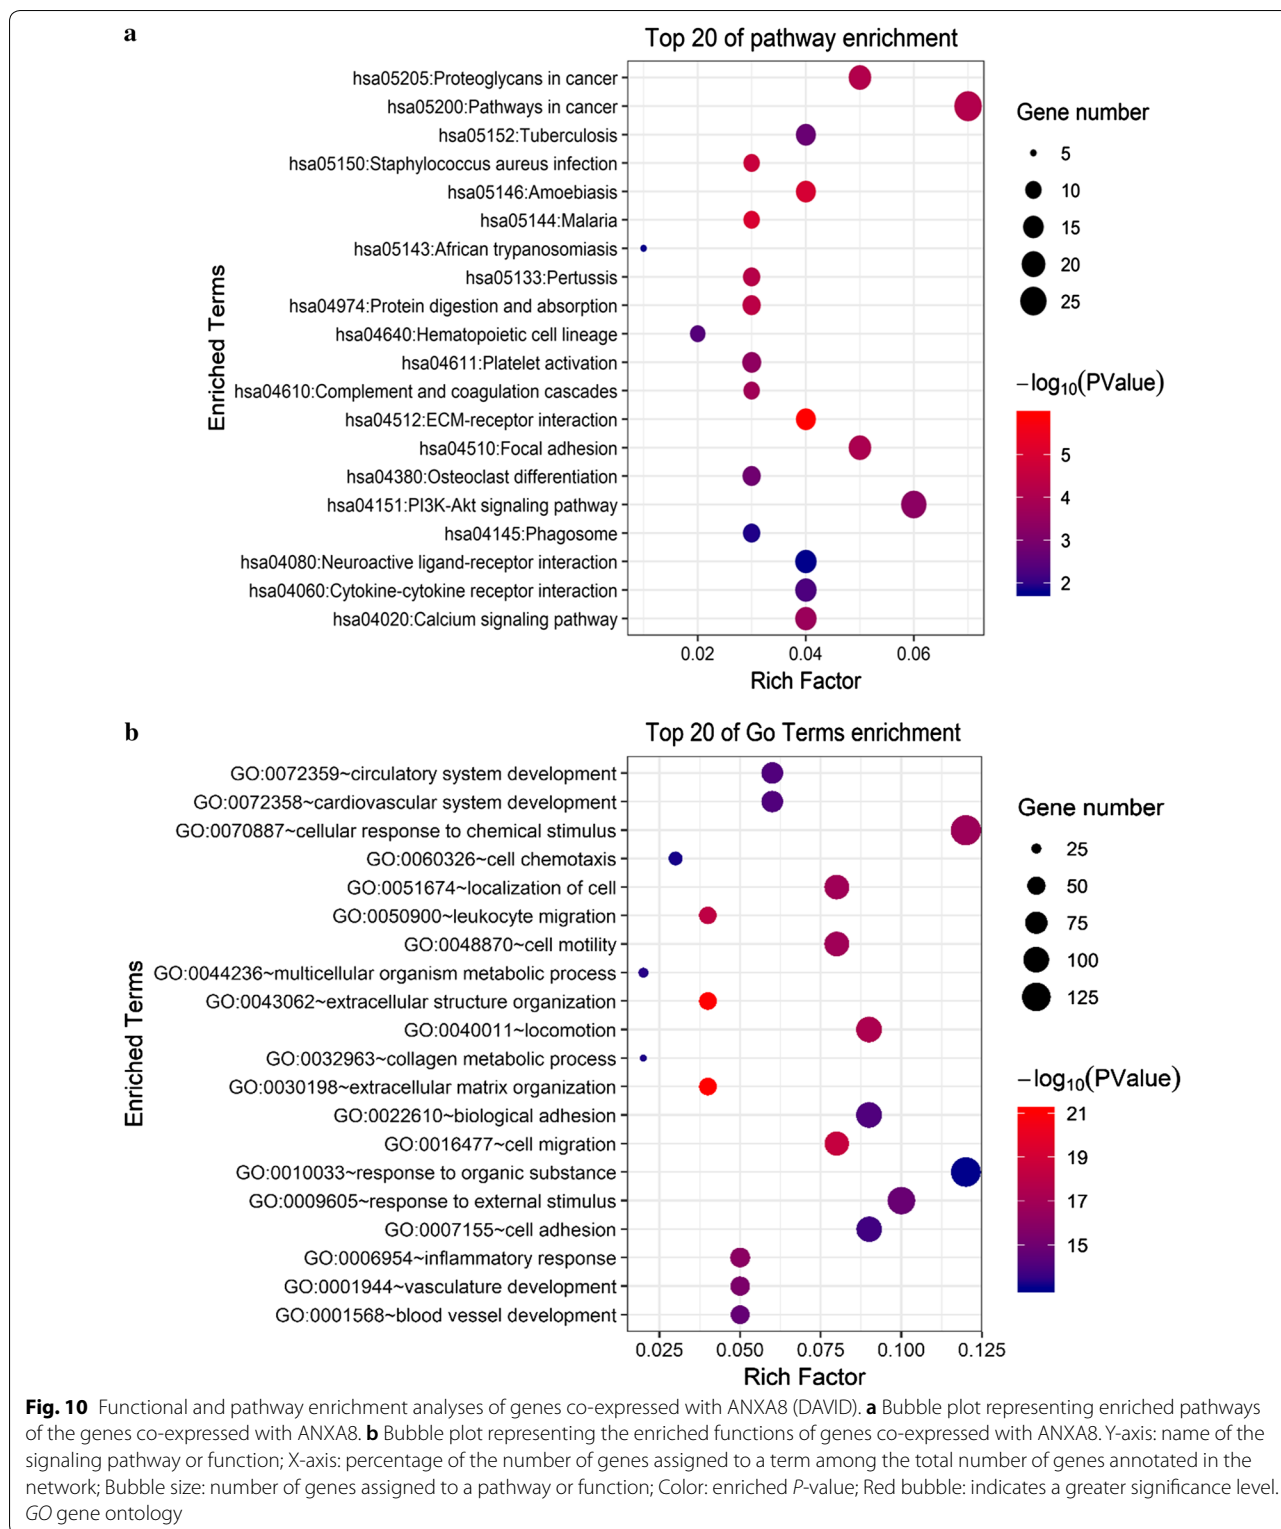 a
Top 20 of pathway enrichment
hsa05205:Proteoglycans in cancer
hsa05200:Pathways in cancer
hsa05152:Tuberculosis
hsa05150:Staphylococcus aureus infection
hsa05146:Amoebiasis
hsa05144:Malaria
hsa05143:African trypanosomiasis
hsa05133:Pertussis
hsa04974:Protein digestion and absorption
hsa04640:Hematopoietic cell lineage
hsa04611:Platelet activation
hsa04610:Complement and coagulation cascades
hsa04512:ECM-receptor interaction
hsa04510:Focal adhesion
hsa04380:Osteoclast differentiation
hsa04151:PI3K-Akt signaling pathway
hsa04145:Phagosome
hsa04080:Neuroactive ligand-receptor interaction
hsa04060:Cytokine-cytokine receptor interaction
hsa04020:Calcium signaling pathway
Enriched Terms
0.02 0.04 0.06
Rich Factor
Gene number
5
10
15
20
25
−log10(PValue)
5
4
3
2
b
Top 20 of Go Terms enrichment
GO:0072359~circulatory system development
GO:0072358~cardiovascular system development
GO:0070887~cellular response to chemical stimulus
GO:0060326~cell chemotaxis
GO:0051674~localization of cell
GO:0050900~leukocyte migration
GO:0048870~cell motility
GO:0044236~multicellular organism metabolic process
GO:0043062~extracellular structure organization
GO:0040011~locomotion
GO:0032963~collagen metabolic process
GO:0030198~extracellular matrix organization
GO:0022610~biological adhesion
GO:0016477~cell migration
GO:0010033~response to organic substance
GO:0009605~response to external stimulus
GO:0007155~cell adhesion
GO:0006954~inflammatory response
GO:0001944~vasculature development
GO:0001568~blood vessel development
Enriched Terms
0.025 0.050 0.075 0.100 0.125
Rich Factor
Gene number
25
50
75
100
125
−log10(PValue)
21
19
17
15
Fig. 10 Functional and pathway enrichment analyses of genes co-expressed with ANXA8 (DAVID). a Bubble plot representing enriched pathways
of the genes co-expressed with ANXA8. b Bubble plot representing the enriched functions of genes co-expressed with ANXA8. Y-axis: name of the
signaling pathway or function; X-axis: percentage of the number of genes assigned to a term among the total number of genes annotated in the
network; Bubble size: number of genes assigned to a pathway or function; Color: enriched P-value; Red bubble: indicates a greater significance level.
GO gene ontology